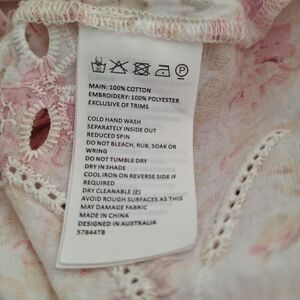 MAIN: 100% COTTON
EMBROIDERY: 100% POLYESTER
EXCLUSIVE OF TRIMS
COLD HAND WASH
SEPARATELY INSIDE OUT
REDUCED SPIN
DO NOT BLEACH, RUB, SOAK OR
WRING
DO NOT TUMBLE DRY
DRY IN SHADE
COOL IRON ON REVERSE SIDE IF
REQUIRED
DRY CLEANABLE (P)
AVOID ROUGH SURFACES AS THIS
MAY DAMAGE FABRIC
MADE IN CHINA
DESIGNED IN AUSTRALIA
57844TB